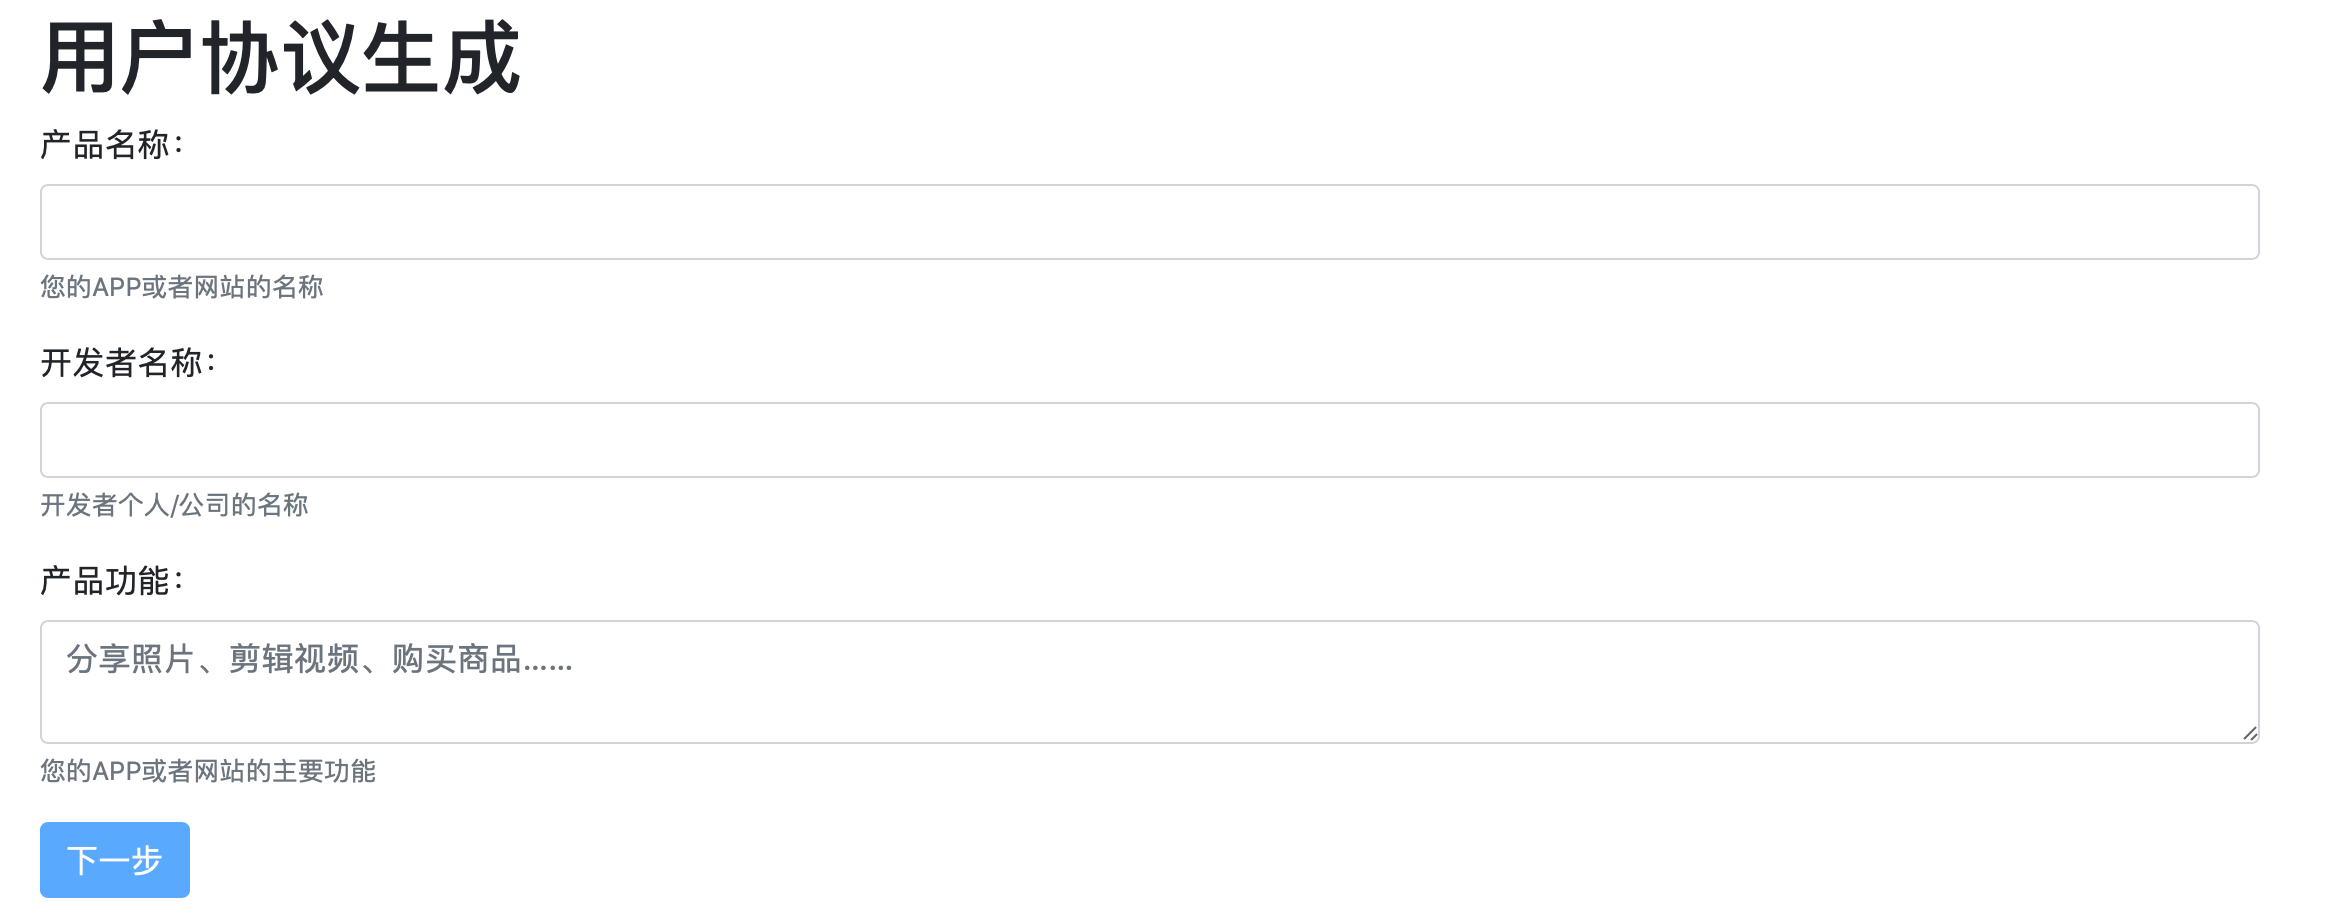 用户协议生成
产品名称：
您的APP或者网站的名称
开发者名称：
开发者个人/公司的名称
产品功能：
分享照片、剪辑视频、购买商品……
您的APP或者网站的主要功能
下一步